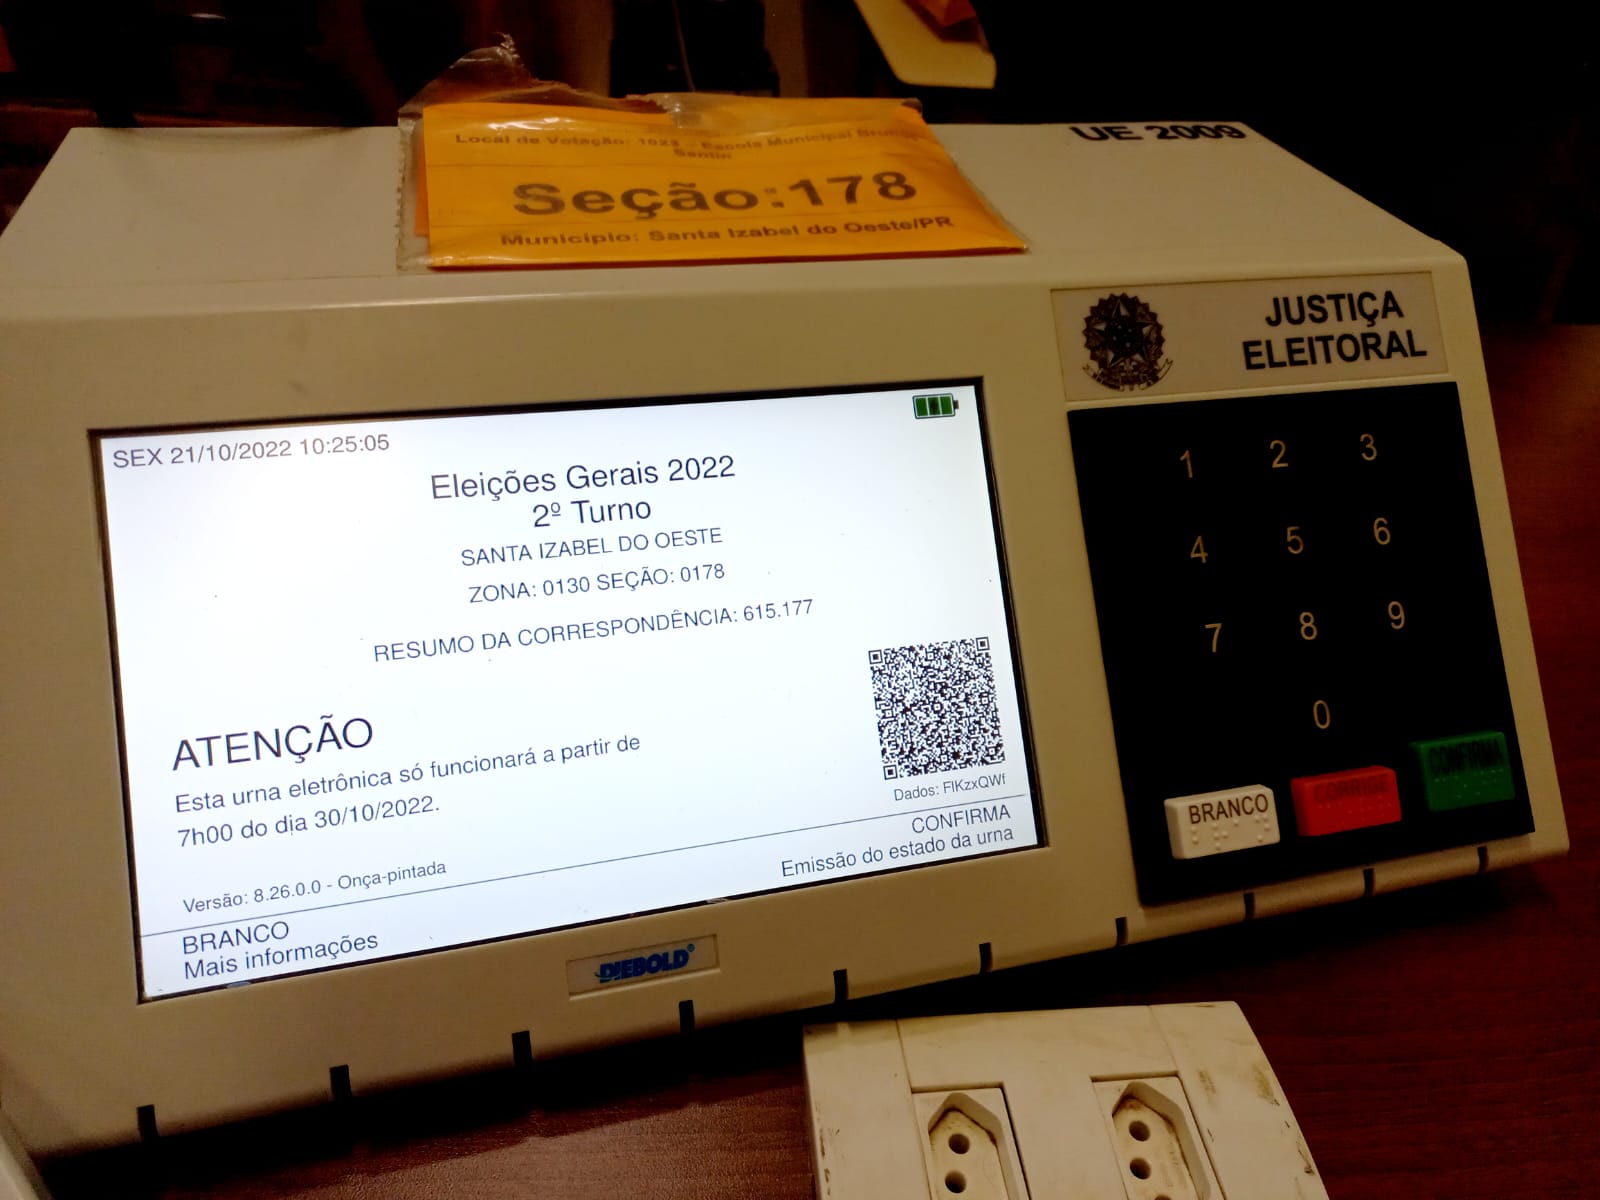 UE 2009
Local de Votação: 1023 - Escola Municipal
Santin
Seção:178
Município: Santa Izabel do Oeste/PR
JUSTIÇA
ELEITORAL
SEX 21/10/2022 10:25:05
Eleições Gerais 2022
2º Turno
SANTA IZABEL DO OESTE
ZONA: 0130 SEÇÃO: 0178
RESUMO DA CORRESPONDÊNCIA: 615.177
ATENÇÃO
Esta urna eletrônica só funcionará a partir de
7h00 do dia 30/10/2022.
Dados: FlKzxQWf
Versão: 8.26.0.0 - Onça-pintada
CONFIRMA
Emissão do estado da urna
BRANCO
Mais informações
DIEBOLD®
1 2 3
4 5 6
7 8 9
0
BRANCO CORRIGE CONFIRMA